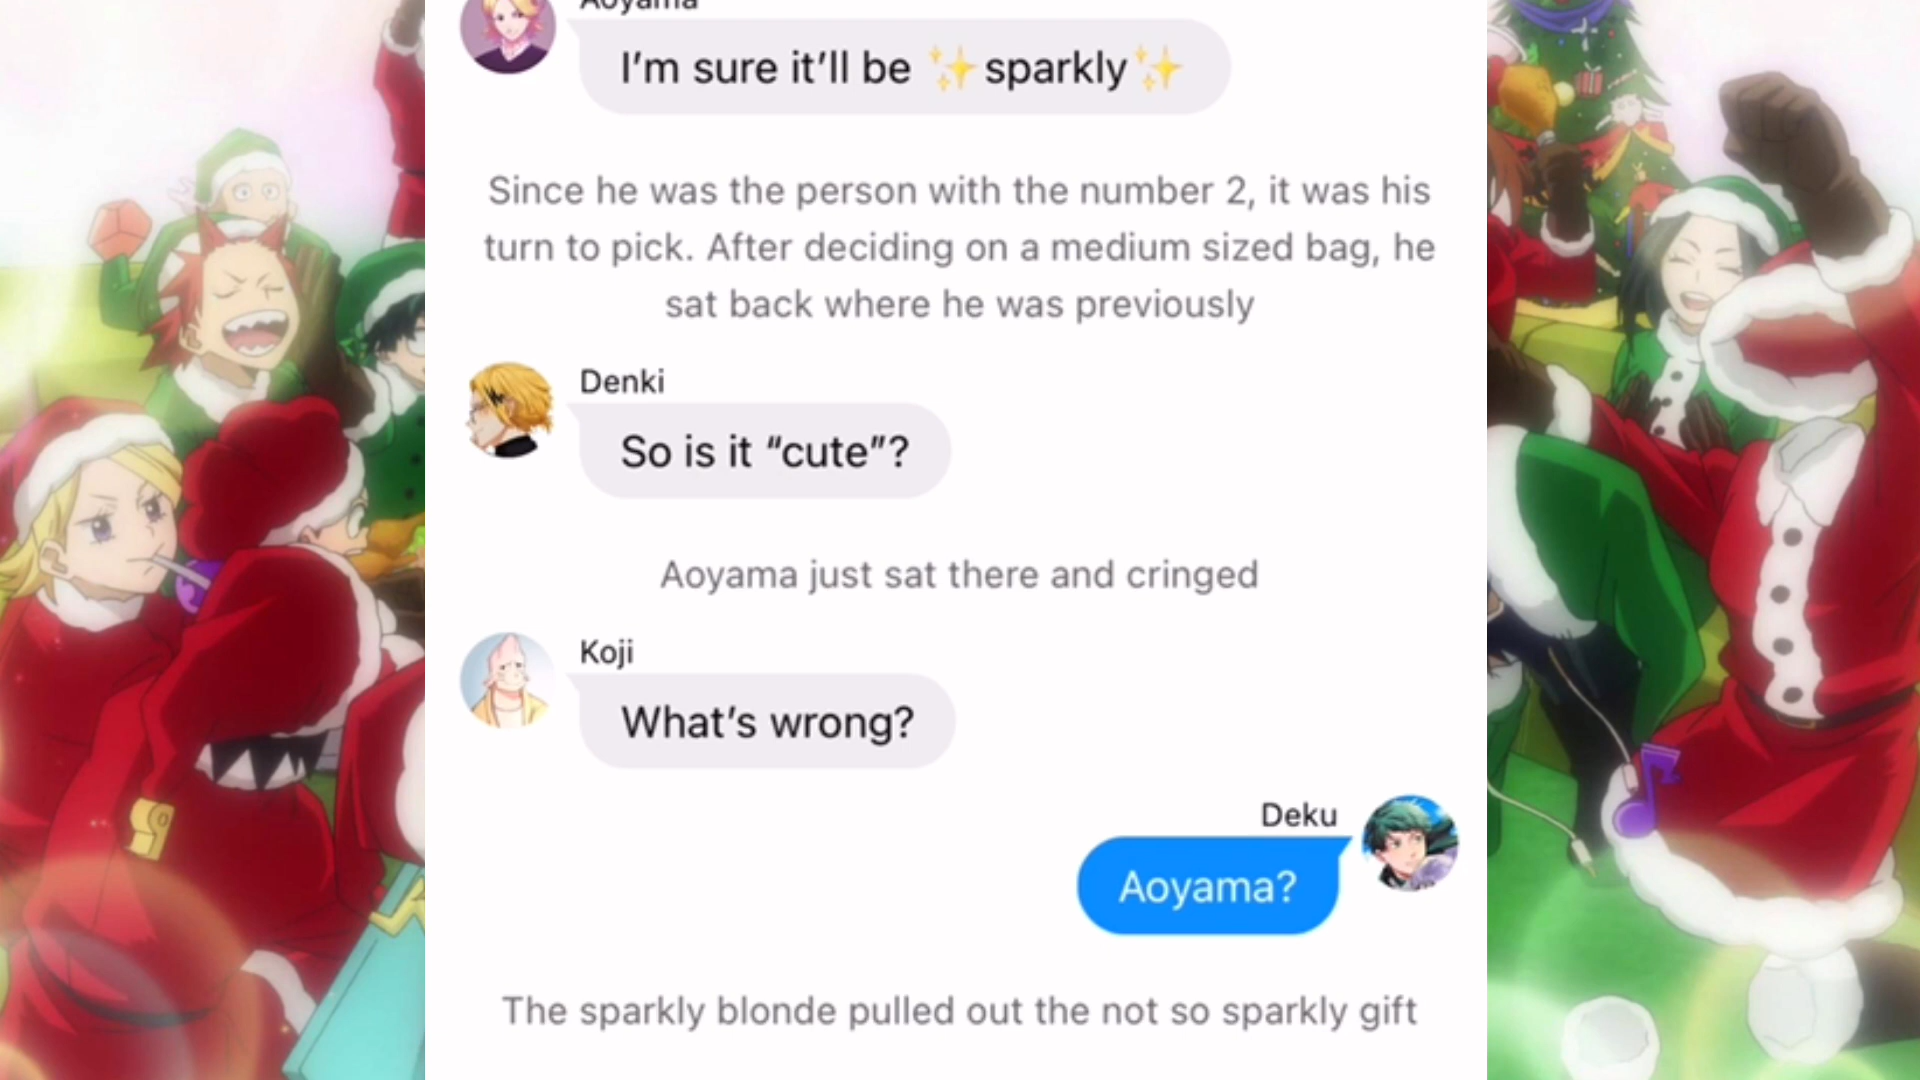 Aoyama
I'm sure it'll be ✨sparkly✨
Since he was the person with the number 2, it was his
turn to pick. After deciding on a medium sized bag, he
sat back where he was previously
Denki
So is it "cute"?
Aoyama just sat there and cringed
Koji
What's wrong?
Deku
Aoyama?
The sparkly blonde pulled out the not so sparkly gift